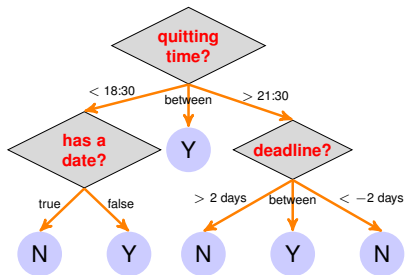 quitting
time?
< 18:30
between
> 21:30
has a
date?
Y
deadline?
true
false
> 2 days
between
< −2 days
N
Y
N
Y
N